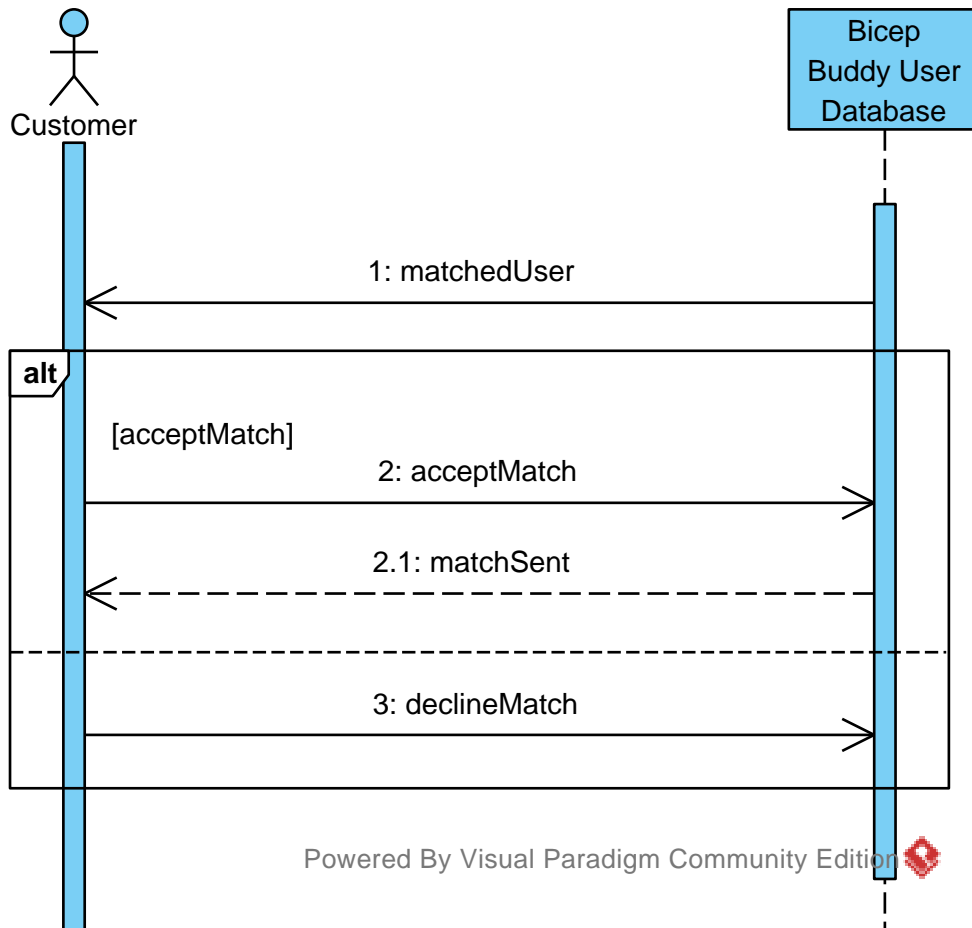 Customer
Bicep
Buddy User
Database
1: matchedUser
alt
[acceptMatch]
2: acceptMatch
2.1: matchSent
3: declineMatch
Powered By Visual Paradigm Community Edition